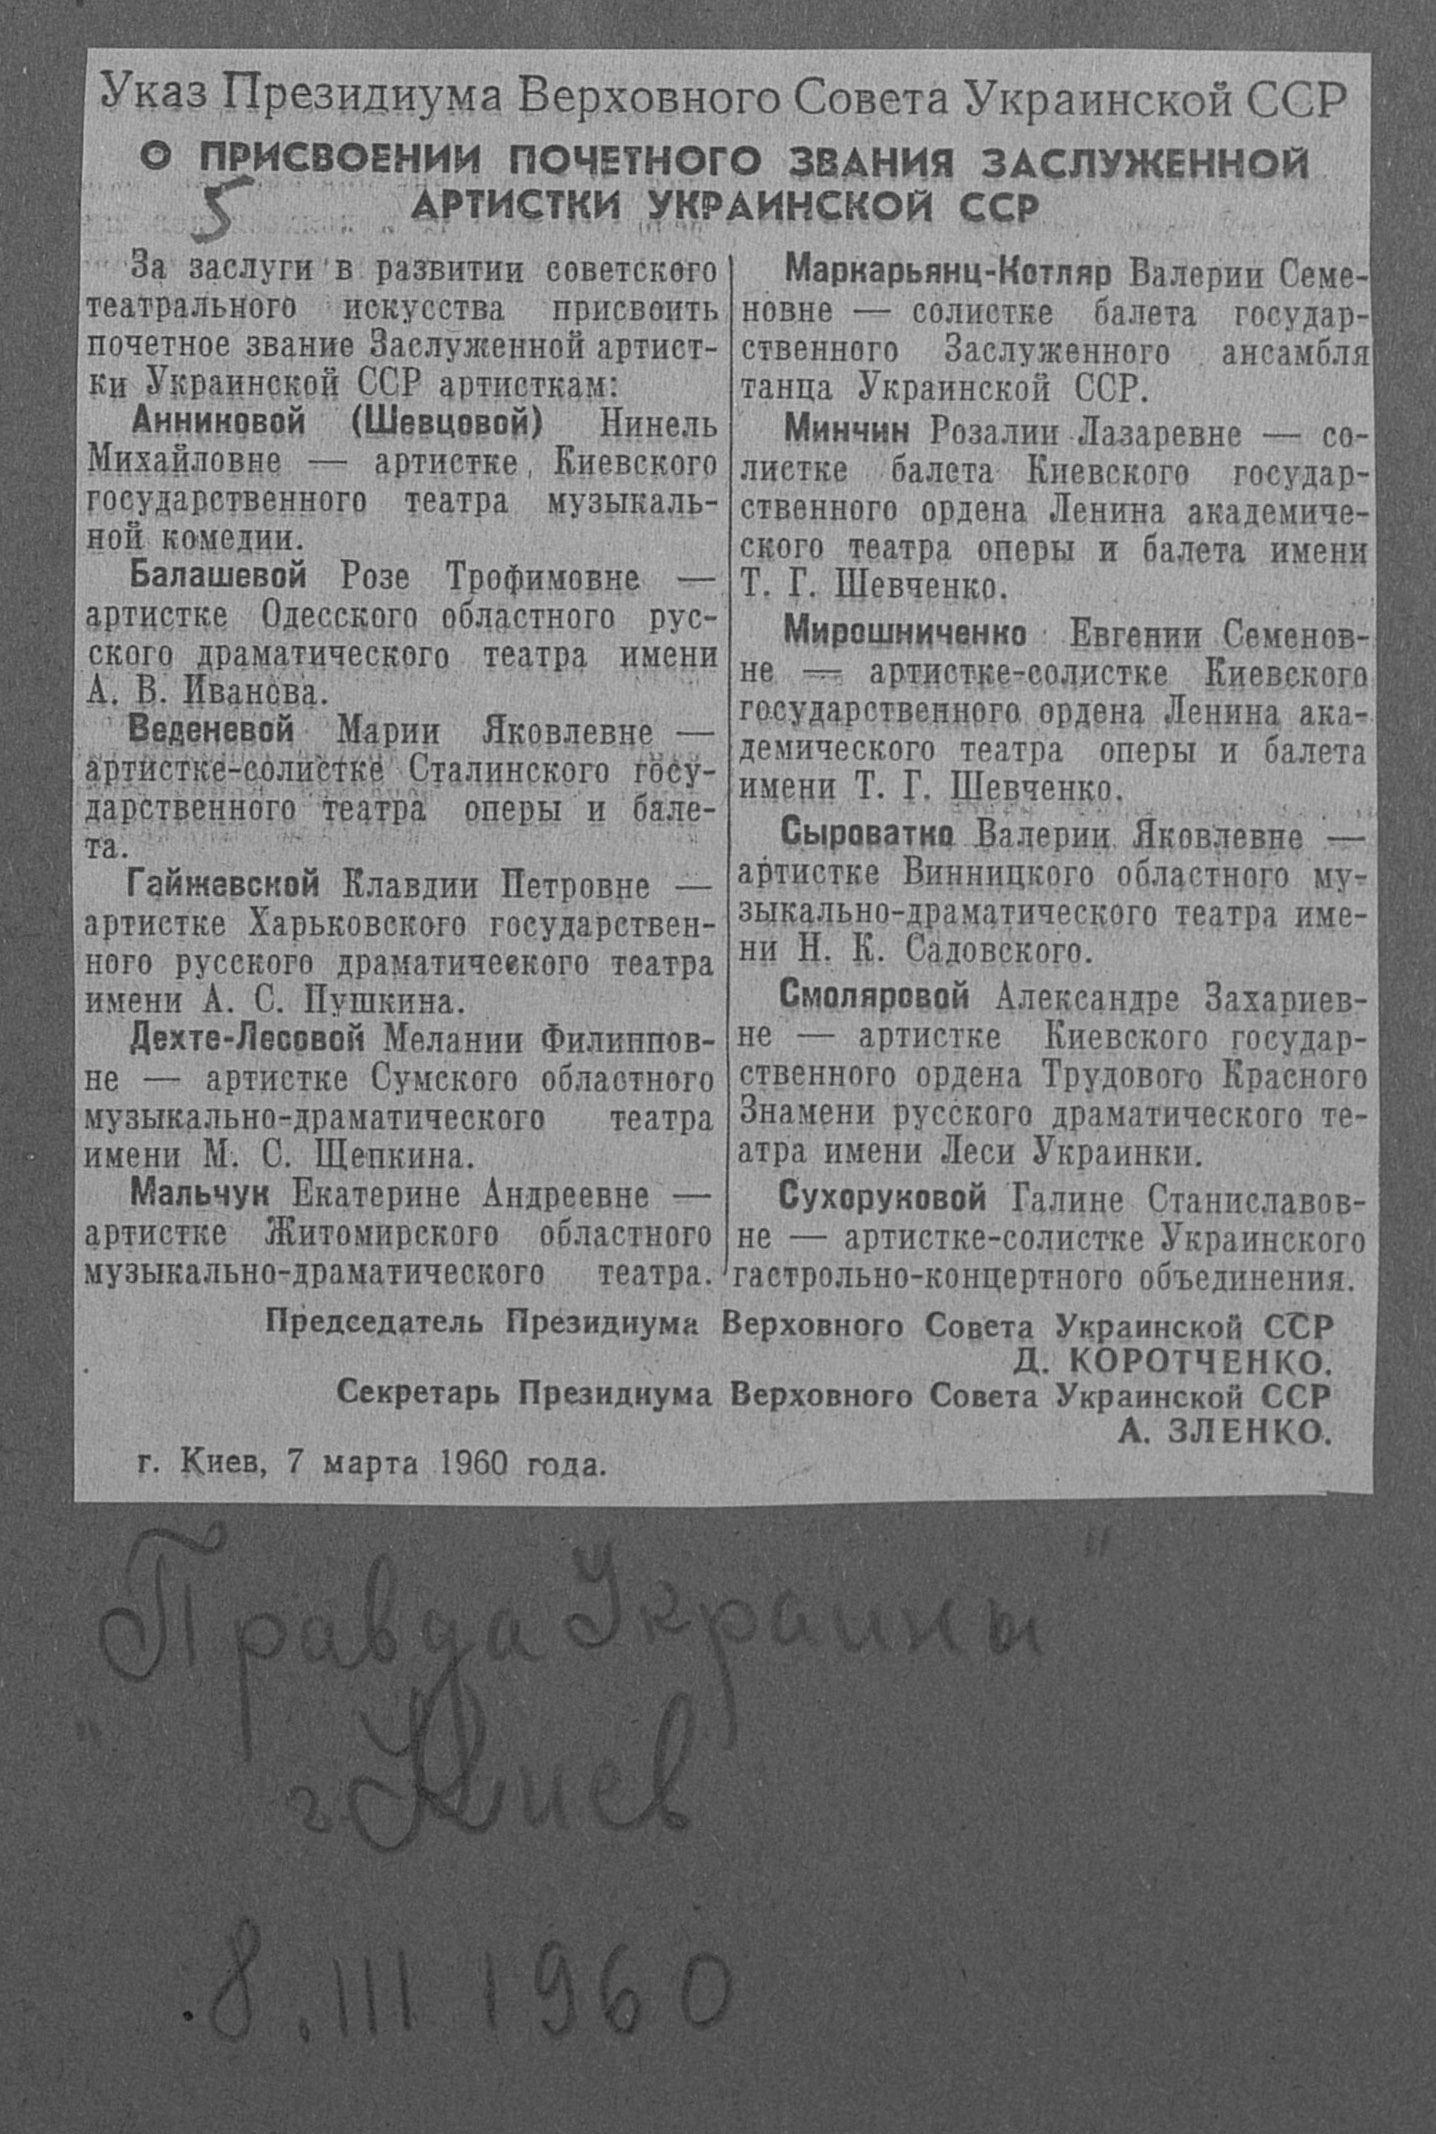 Указ Президиума Верховного Совета Украинской ССР
О ПРИСВОЕНИИ ПОЧЕТНОГО ЗВАНИЯ ЗАСЛУЖЕННОЙ
АРТИСТКИ УКРАИНСКОЙ ССР
5
За заслуги в развитии советского
театрального искусства присвоить
почетное звание Заслуженной артист-
ки Украинской ССР артисткам:
Анниковой (Шевцовой) Нинель
Михайловне — артистке Киевского
государственного театра музыкаль-
ной комедии.
Балашевой Розе Трофимовне —
артистке Одесского областного рус-
ского драматического театра имени
А. В. Иванова.
Веденевой Марии Яковлевне —
артистке-солистке Сталинского госу-
дарственного театра оперы и бале-
та.
Гайжевской Клавдии Петровне —
артистке Харьковского государствен-
ного русского драматического театра
имени А. С. Пушкина.
Дехте-Лесовой Мелании Филиппов-
не — артистке Сумского областного
музыкально-драматического театра
имени М. С. Щепкина.
Мальчук Екатерине Андреевне —
артистке Житомирского областного
музыкально-драматического театра.
Маркарьянц-Котляр Валерии Семе-
новне — солистке балета государ-
ственного Заслуженного ансамбля
танца Украинской ССР.
Минчин Розалии Лазаревне — со-
листке балета Киевского государ-
ственного ордена Ленина академиче-
ского театра оперы и балета имени
Т. Г. Шевченко.
Мирошниченко Евгении Семенов-
не — артистке-солистке Киевского
государственного ордена Ленина ака-
демического театра оперы и балета
имени Т. Г. Шевченко.
Сыроватко Валерии Яковлевне —
артистке Винницкого областного му-
зыкально-драматического театра име-
ни Н. К. Садовского.
Смоляровой Александре Захариев-
не — артистке Киевского государ-
ственного ордена Трудового Красного
Знамени русского драматического те-
атра имени Леси Украинки.
Сухоруковой Галине Станиславов-
не — артистке-солистке Украинского
гастрольно-концертного объединения.
Председатель Президиума Верховного Совета Украинской ССР
Д. КОРОТЧЕНКО.
Секретарь Президиума Верховного Совета Украинской ССР
А. ЗЛЕНКО.
г. Киев, 7 марта 1960 года.
„Правда Украины"
г Киев
8.III 1960